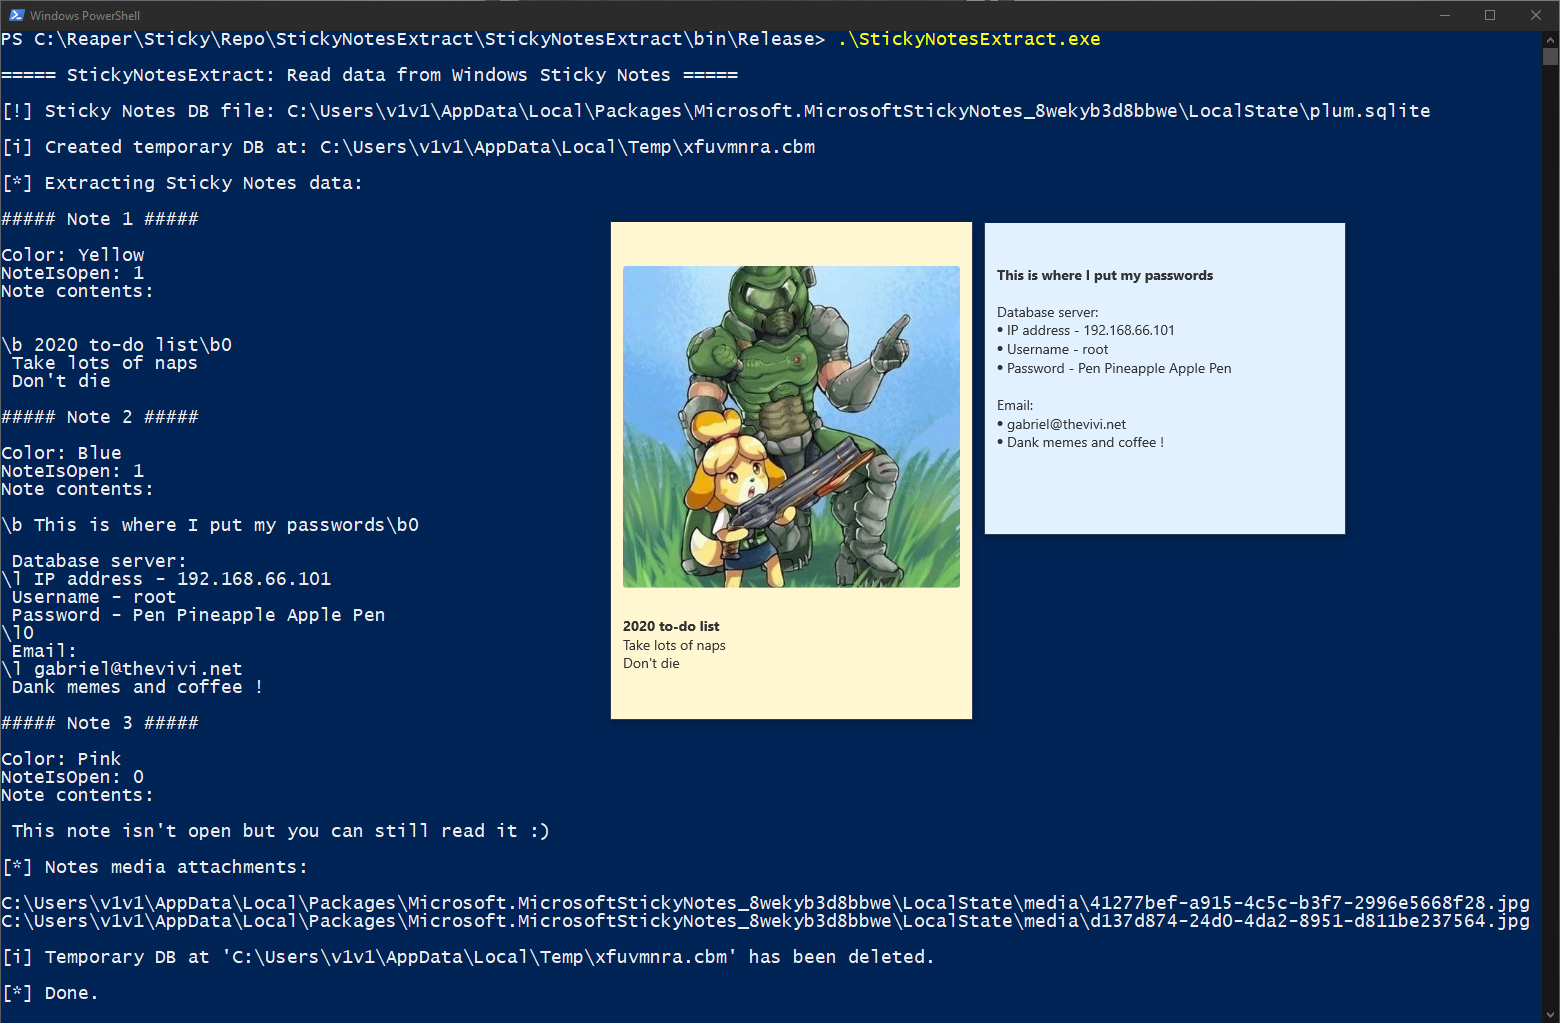 Windows PowerShell
PS C:\Reaper\Sticky\Repo\StickyNotesExtract\StickyNotesExtract\bin\Release> .\StickyNotesExtract.exe
===== StickyNotesExtract: Read data from Windows Sticky Notes =====
[!] Sticky Notes DB file: C:\Users\v1v1\AppData\Local\Packages\Microsoft.MicrosoftStickyNotes_8wekyb3d8bbwe\LocalState\plum.sqlite
[i] Created temporary DB at: C:\Users\v1v1\AppData\Local\Temp\xfuvmnra.cbm
[*] Extracting Sticky Notes data:
##### Note 1 #####
Color: Yellow
NoteIsOpen: 1
Note contents:
\b 2020 to-do list\b0
Take lots of naps
Don't die
##### Note 2 #####
Color: Blue
NoteIsOpen: 1
Note contents:
\b This is where I put my passwords\b0
Database server:
\l IP address - 192.168.66.101
Username - root
Password - Pen Pineapple Apple Pen
\l0
Email:
\l gabriel@thevivi.net
Dank memes and coffee !
##### Note 3 #####
Color: Pink
NoteIsOpen: 0
Note contents:
This note isn't open but you can still read it :)
[*] Notes media attachments:
C:\Users\v1v1\AppData\Local\Packages\Microsoft.MicrosoftStickyNotes_8wekyb3d8bbwe\LocalState\media\41277bef-a915-4c5c-b3f7-2996e5668f28.jpg
C:\Users\v1v1\AppData\Local\Packages\Microsoft.MicrosoftStickyNotes_8wekyb3d8bbwe\LocalState\media\d137d874-24d0-4da2-8951-d811be237564.jpg
[i] Temporary DB at 'C:\Users\v1v1\AppData\Local\Temp\xfuvmnra.cbm' has been deleted.
[*] Done.
2020 to-do list
Take lots of naps
Don't die
This is where I put my passwords
Database server:
• IP address - 192.168.66.101
• Username - root
• Password - Pen Pineapple Apple Pen
Email:
• gabriel@thevivi.net
• Dank memes and coffee !